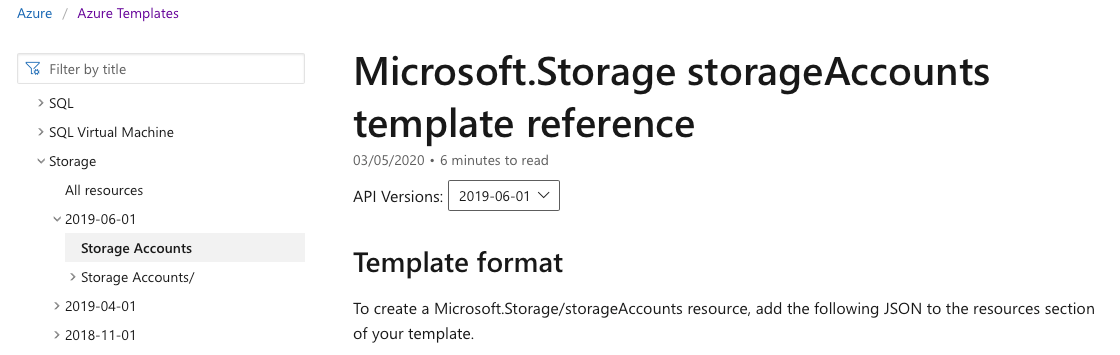 Azure / Azure Templates
Filter by title
SQL
SQL Virtual Machine
Storage
All resources
2019-06-01
Storage Accounts
Storage Accounts/
2019-04-01
2018-11-01
Microsoft.Storage storageAccounts
template reference
03/05/2020 • 6 minutes to read
API Versions: 2019-06-01
Template format
To create a Microsoft.Storage/storageAccounts resource, add the following JSON to the resources section
of your template.